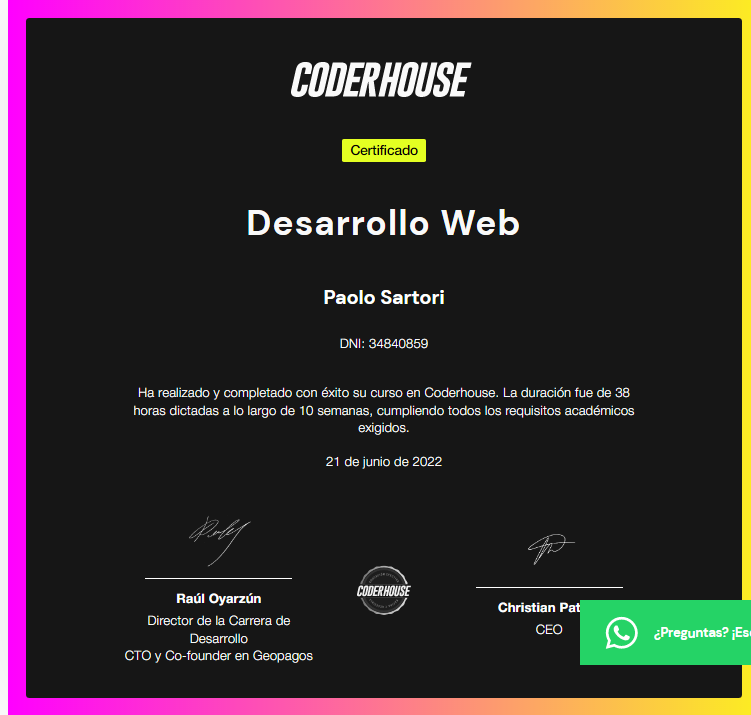 CODERHOUSE
Certificado
Desarrollo Web
Paolo Sartori
DNI: 34840859
Ha realizado y completado con éxito su curso en Coderhouse. La duración fue de 38
horas dictadas a lo largo de 10 semanas, cumpliendo todos los requisitos académicos
exigidos.
21 de junio de 2022
Raúl Oyarzún
Director de la Carrera de
Desarrollo
CTO y Co-founder en Geopagos
CODERHOUSE
Christian Pat
CEO
¿Preguntas? ¡Es